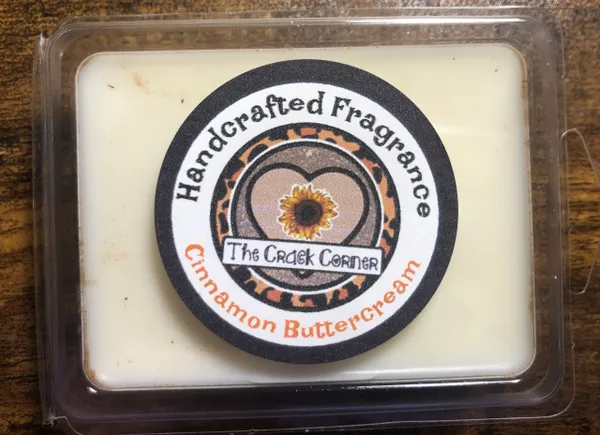 Handcrafted Fragrance
The Crack Corner
Cinnamon Buttercream